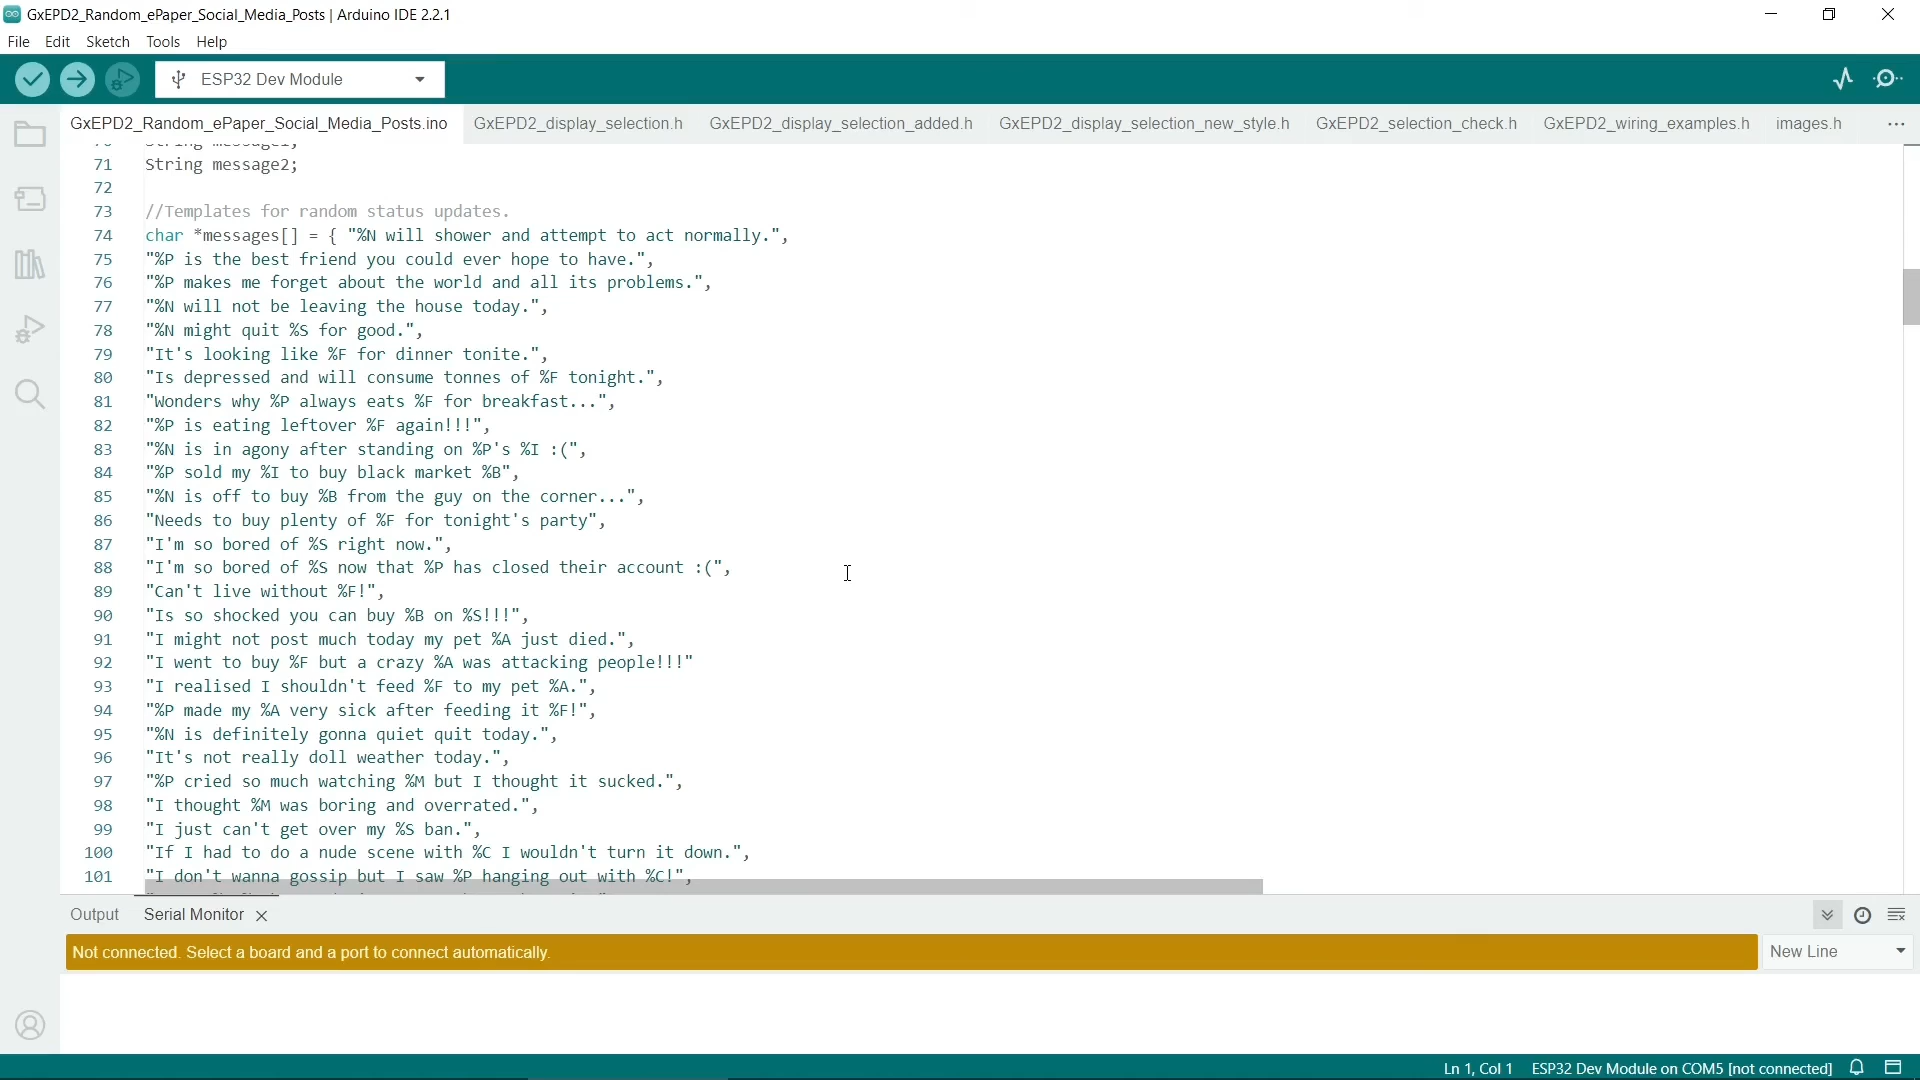 GxEPD2_Random_ePaper_Social_Media_Posts | Arduino IDE 2.2.1
File Edit Sketch Tools Help
ESP32 Dev Module
GxEPD2_Random_ePaper_Social_Media_Posts.ino GxEPD2_display_selection.h GxEPD2_display_selection_added.h GxEPD2_display_selection_new_style.h GxEPD2_selection_check.h GxEPD2_wiring_examples.h images.h ...
70 String message1;
71 String message2;
72
73 //Templates for random status updates.
74 char *messages[] = { "%N will shower and attempt to act normally.",
75 "%P is the best friend you could ever hope to have.",
76 "%P makes me forget about the world and all its problems.",
77 "%N will not be leaving the house today.",
78 "%N might quit %S for good.",
79 "It's looking like %F for dinner tonite.",
80 "Is depressed and will consume tonnes of %F tonight.",
81 "Wonders why %P always eats %F for breakfast...",
82 "%P is eating leftover %F again!!!",
83 "%N is in agony after standing on %P's %I :(",
84 "%P sold my %I to buy black market %B",
85 "%N is off to buy %B from the guy on the corner...",
86 "Needs to buy plenty of %F for tonight's party",
87 "I'm so bored of %S right now.",
88 "I'm so bored of %S now that %P has closed their account :(",
89 "Can't live without %F!",
90 "Is so shocked you can buy %B on %S!!!",
91 "I might not post much today my pet %A just died.",
92 "I went to buy %F but a crazy %A was attacking people!!!"
93 "I realised I shouldn't feed %F to my pet %A.",
94 "%P made my %A very sick after feeding it %F!",
95 "%N is definitely gonna quiet quit today.",
96 "It's not really doll weather today.",
97 "%P cried so much watching %M but I thought it sucked.",
98 "I thought %M was boring and overrated.",
99 "I just can't get over my %S ban.",
100 "If I had to do a nude scene with %C I wouldn't turn it down.",
101 "I don't wanna gossip but I saw %P hanging out with %C!",
Output Serial Monitor
Not connected. Select a board and a port to connect automatically.
New Line
Ln 1, Col 1 ESP32 Dev Module on COM5 [not connected]